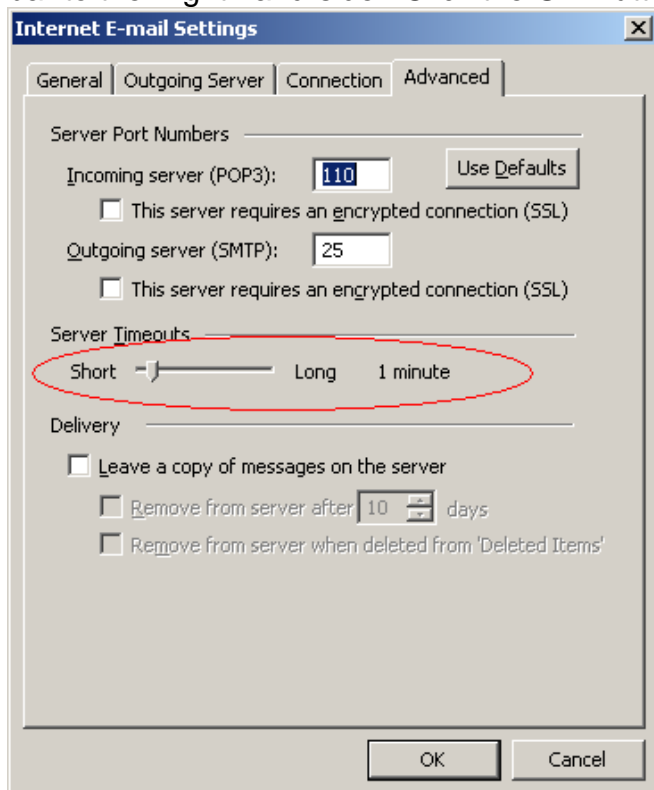 Internet E-mail Settings
General Outgoing Server Connection Advanced
Server Port Numbers
Incoming server (POP3): 110 Use Defaults
This server requires an encrypted connection (SSL)
Outgoing server (SMTP): 25
This server requires an encrypted connection (SSL)
Server Timeouts
Short Long 1 minute
Delivery
Leave a copy of messages on the server
Remove from server after 10 days
Remove from server when deleted from 'Deleted Items'
OK Cancel